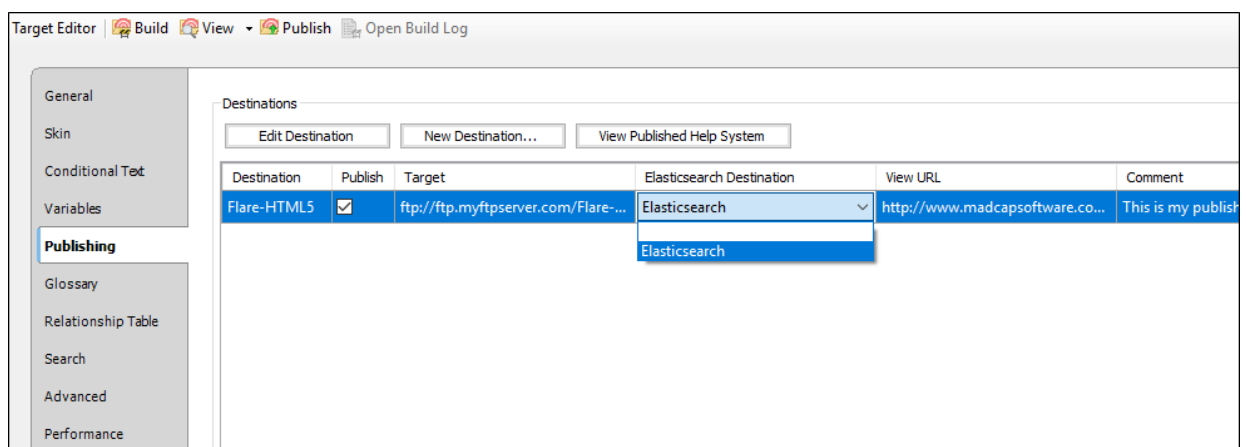 Target Editor Build View Publish Open Build Log
General
Skin
Conditional Text
Variables
Publishing
Glossary
Relationship Table
Search
Advanced
Performance
Destinations
Edit Destination New Destination... View Published Help System
Destination Publish Target Elasticsearch Destination View URL Comment
Flare-HTML5 ftp://ftp.myftpserver.com/Flare-... Elasticsearch http://www.madcapsoftware.co... This is my publish
Elasticsearch